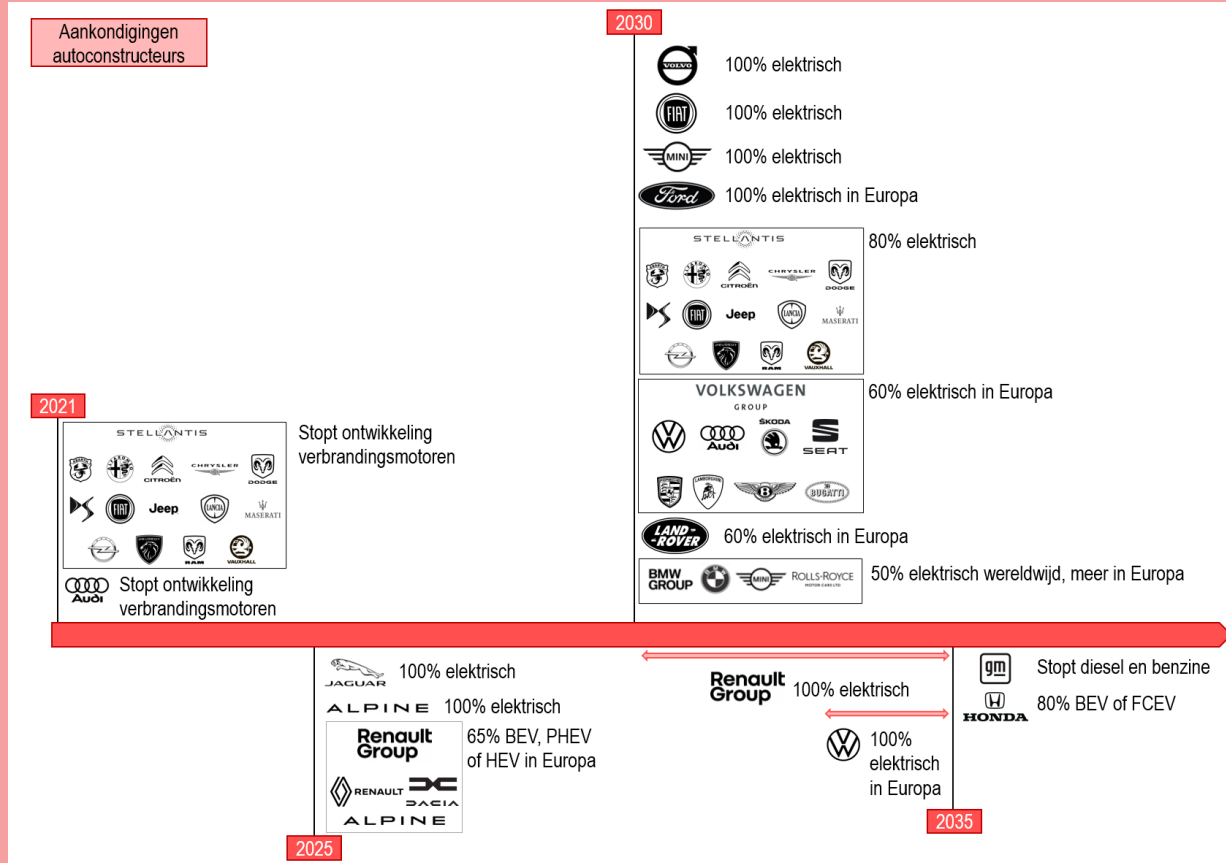 Aankondigingen
autoconstructeurs
2021
STELLANTIS
CITROËN
CHRYSLER
DODGE
FIAT
Jeep
LANCIA
MASERATI
PEUGEOT
RAM
VAUXHALL
Stopt ontwikkeling
verbrandingsmotoren
Audi
Stopt ontwikkeling
verbrandingsmotoren
2030
VOLVO
100% elektrisch
FIAT
100% elektrisch
MINI
100% elektrisch
Ford
100% elektrisch in Europa
STELLANTIS
80% elektrisch
CITROËN
CHRYSLER
DODGE
FIAT
Jeep
LANCIA
MASERATI
PEUGEOT
RAM
VAUXHALL
VOLKSWAGEN
GROUP
60% elektrisch in Europa
Audi
ŠKODA
SEAT
LAMBORGHINI
BUGATTI
LAND-
-ROVER
60% elektrisch in Europa
BMW
GROUP
MINI
ROLLS-ROYCE
MOTOR CARS LTD
50% elektrisch wereldwijd, meer in Europa
JAGUAR
100% elektrisch
ALPINE
100% elektrisch
Renault
Group
65% BEV, PHEV
of HEV in Europa
RENAULT
DACIA
ALPINE
2025
Renault
Group
100% elektrisch
100%
elektrisch
in Europa
gm
Stopt diesel en benzine
HONDA
80% BEV of FCEV
2035